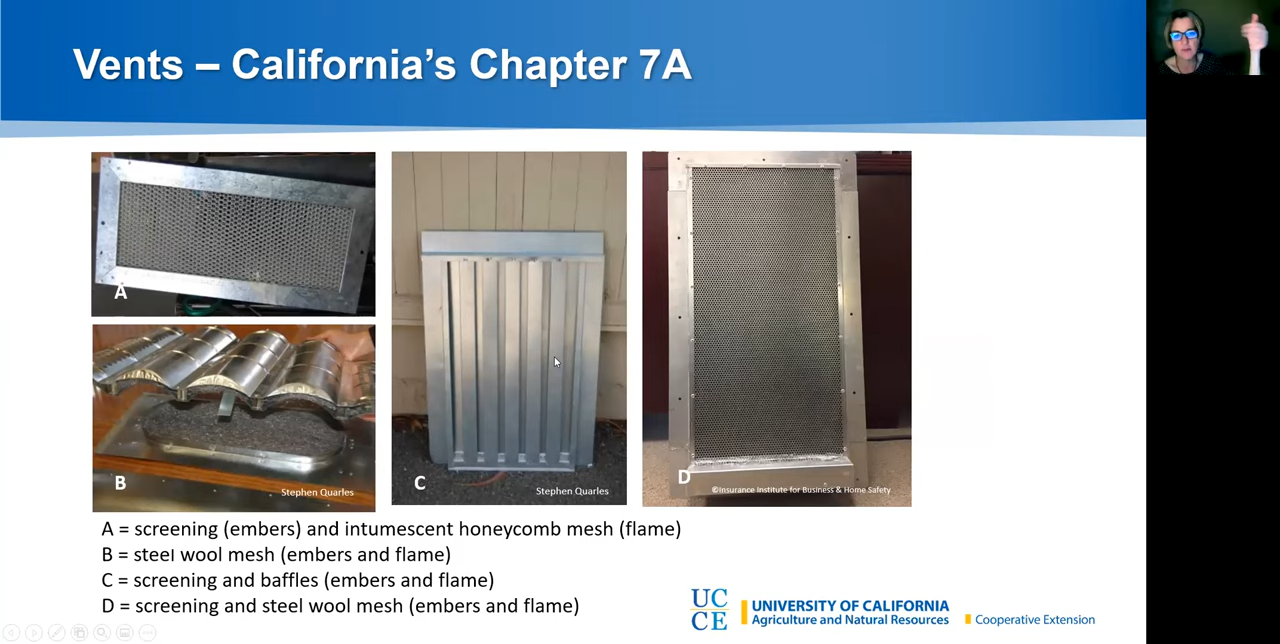 Vents – California's Chapter 7A
A
B
Stephen Quarles
C
Stephen Quarles
D
©Insurance Institute for Business & Home Safety
A = screening (embers) and intumescent honeycomb mesh (flame)
B = steel wool mesh (embers and flame)
C = screening and baffles (embers and flame)
D = screening and steel wool mesh (embers and flame)
UC
CE
UNIVERSITY OF CALIFORNIA
Agriculture and Natural Resources
Cooperative Extension